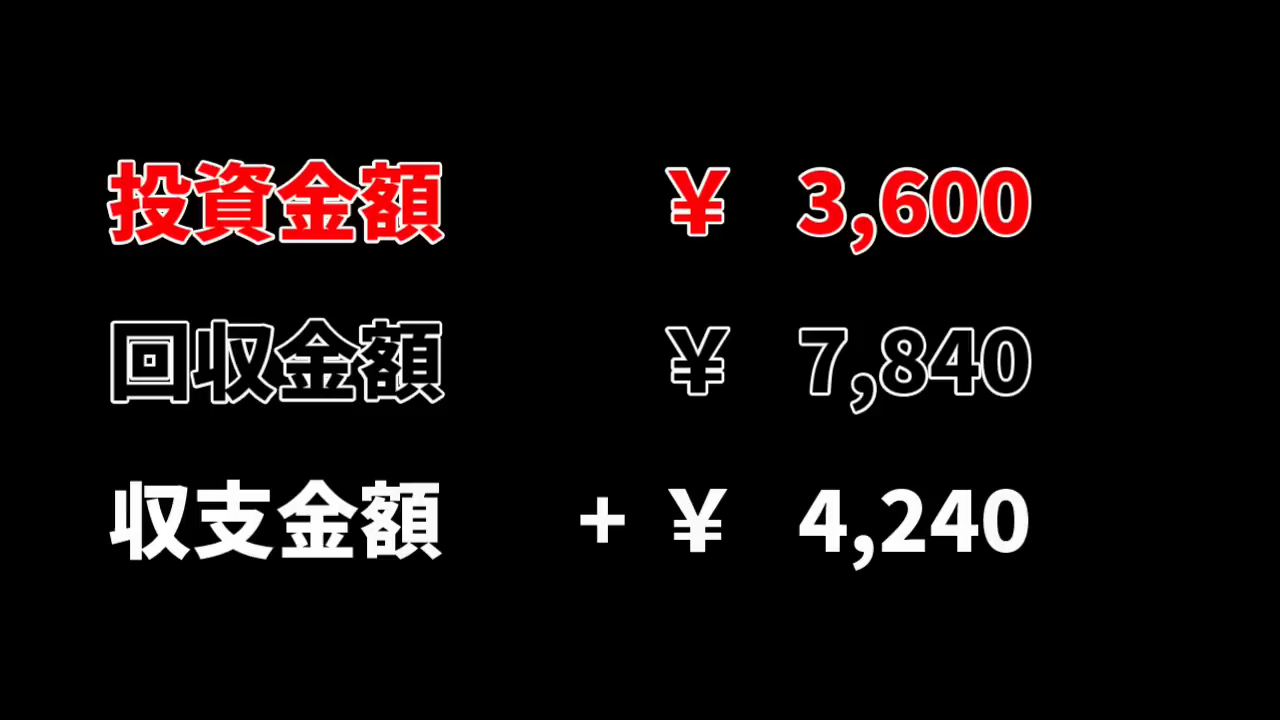 投資金額 ¥ 3,600
回収金額 ¥ 7,840
収支金額 + ¥ 4,240